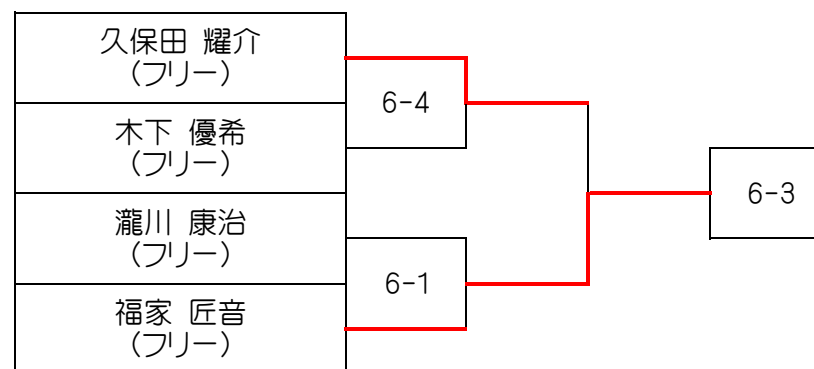 久保田 耀介
(フリー)
6-4
木下 優希
(フリー)
6-3
瀧川 康治
(フリー)
6-1
福家 匠音
(フリー)